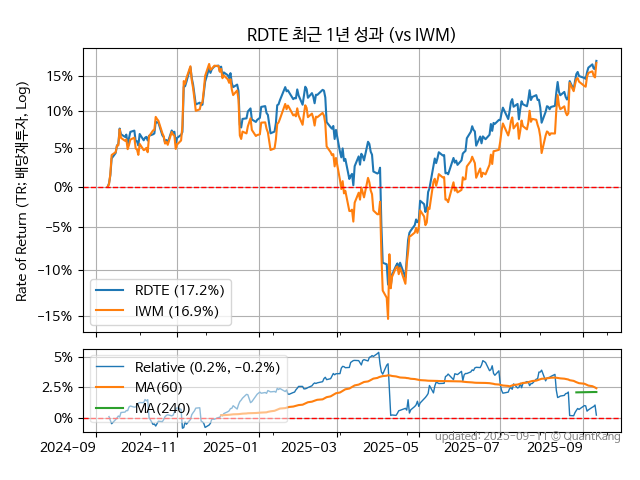 RDTE 최근 1년 성과 (vs IWM)
Rate of Return (TR: 배당재투자, Log)
15%
10%
5%
0%
−5%
−10%
−15%
RDTE (17.2%)
IWM (16.9%)
5%
2.5%
0%
Relative (0.2%, −0.2%)
MA(60)
MA(240)
2024-09
2024-11
2025-01
2025-03
2025-05
2025-07
2025-09
updated: 2025-09-11 © QuantKang